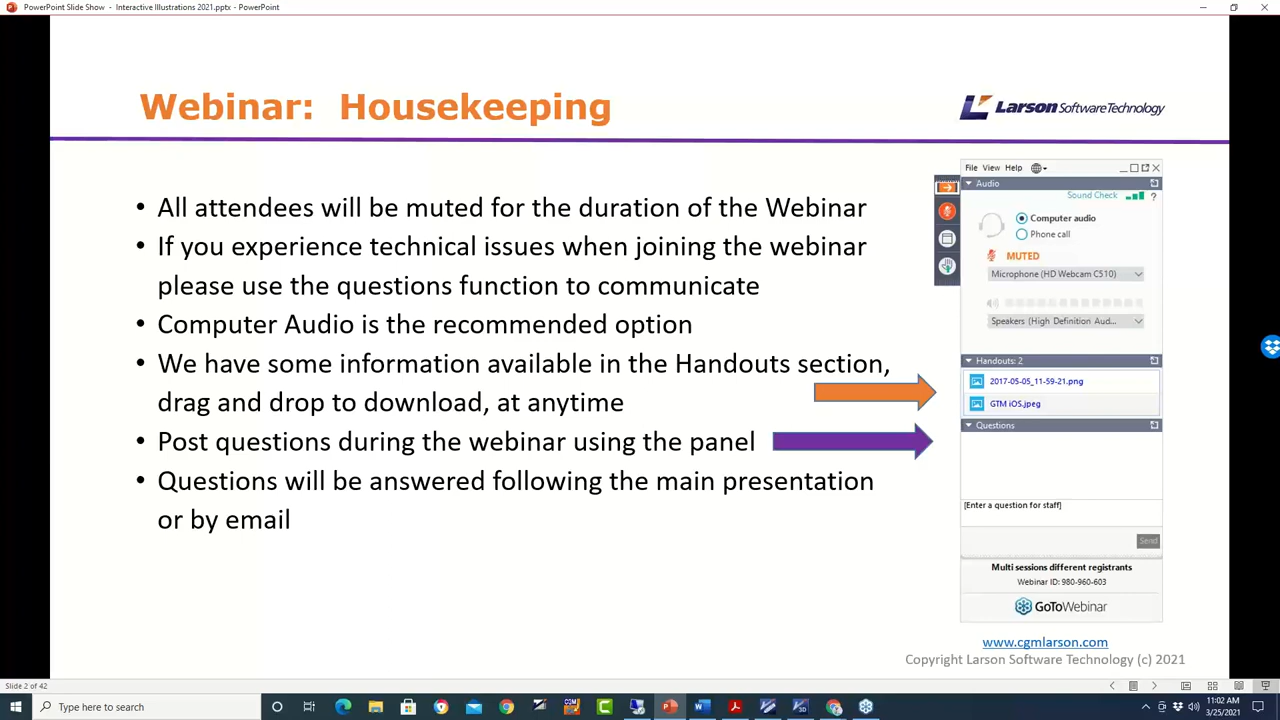 PowerPoint Slide Show - Interactive Illustrations 2021.pptx - PowerPoint
Webinar: Housekeeping
Larson Software Technology
• All attendees will be muted for the duration of the Webinar
• If you experience technical issues when joining the webinar
please use the questions function to communicate
• Computer Audio is the recommended option
• We have some information available in the Handouts section,
drag and drop to download, at anytime
• Post questions during the webinar using the panel
• Questions will be answered following the main presentation
or by email
File View Help
Audio
Sound Check ?
Computer audio
Phone call
MUTED
Microphone (HD Webcam C510)
Speakers (High Definition Aud...
Handouts: 2
2017-05-05_11-59-21.png
GTM iOS.jpeg
Questions
[Enter a question for staff]
Send
Multi sessions different registrants
Webinar ID: 980-960-603
GoToWebinar
www.cgmlarson.com
Copyright Larson Software Technology (c) 2021
Slide 2 of 42
Type here to search
11:02 AM
3/25/2021